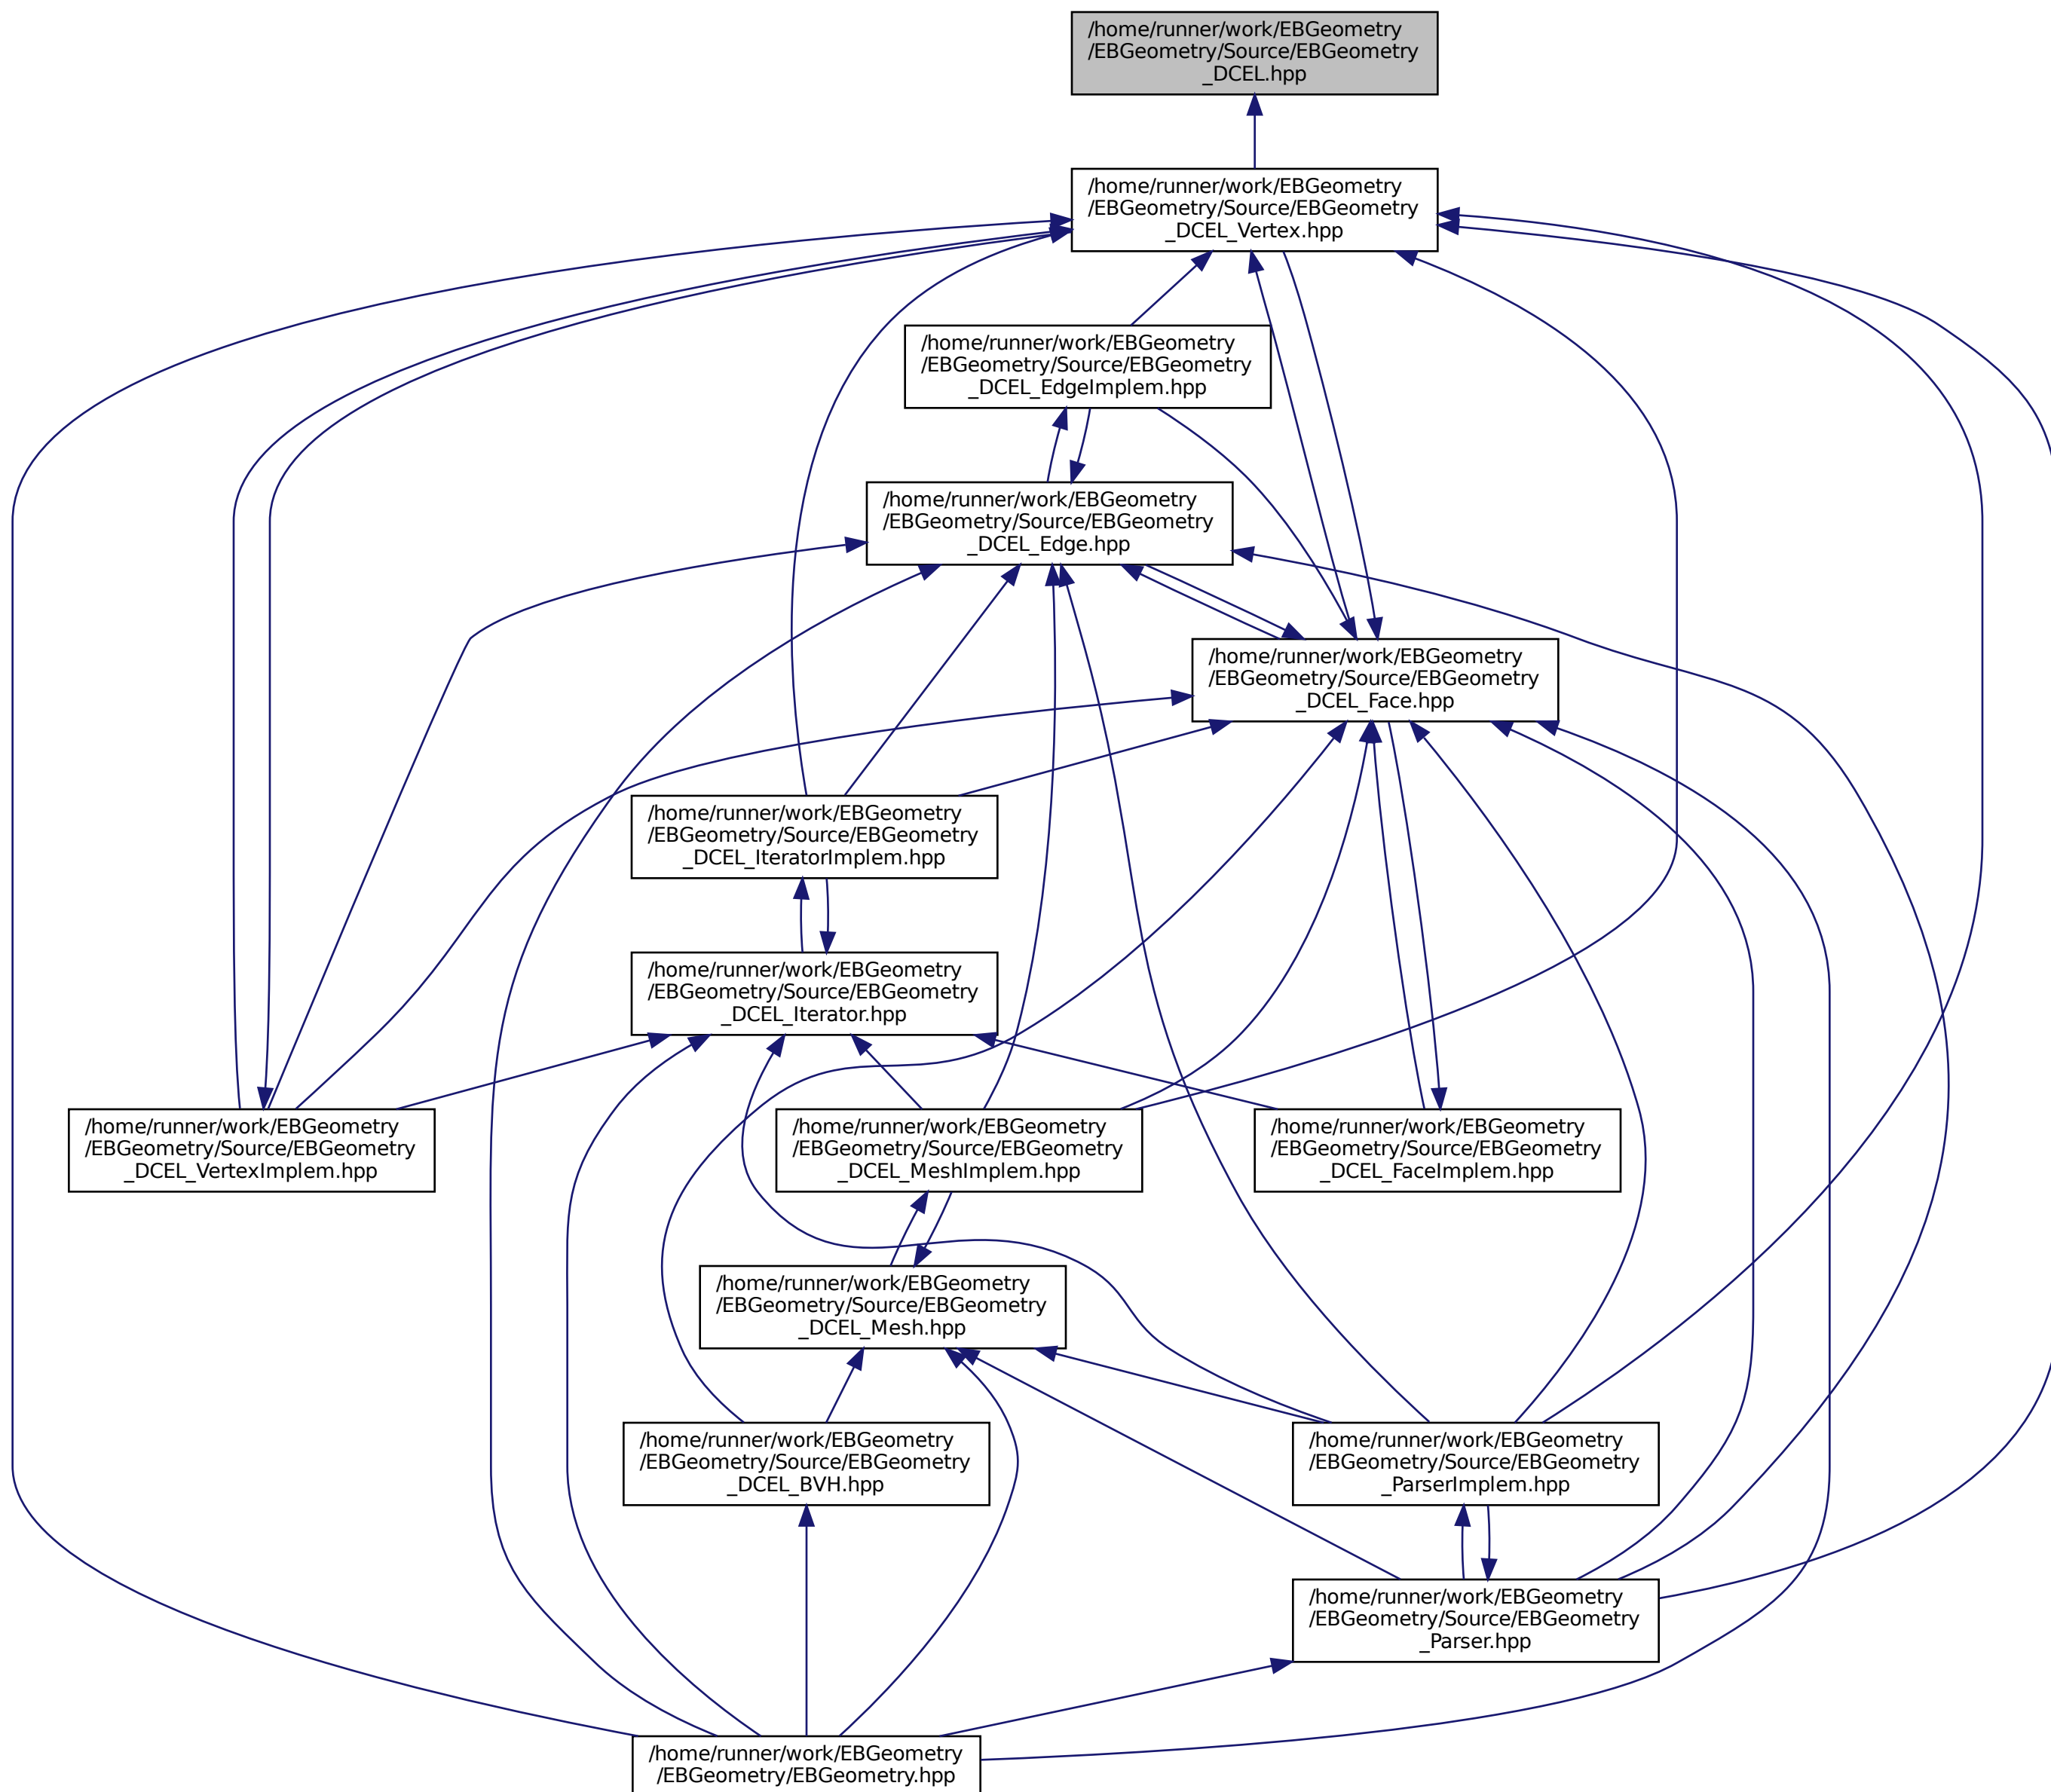 /home/runner/work/EBGeometry
/EBGeometry/Source/EBGeometry
_DCEL.hpp
/home/runner/work/EBGeometry
/EBGeometry/Source/EBGeometry
_DCEL_Vertex.hpp
/home/runner/work/EBGeometry
/EBGeometry/Source/EBGeometry
_DCEL_EdgeImplem.hpp
/home/runner/work/EBGeometry
/EBGeometry/Source/EBGeometry
_DCEL_Edge.hpp
/home/runner/work/EBGeometry
/EBGeometry/Source/EBGeometry
_DCEL_Face.hpp
/home/runner/work/EBGeometry
/EBGeometry/Source/EBGeometry
_DCEL_IteratorImplem.hpp
/home/runner/work/EBGeometry
/EBGeometry/Source/EBGeometry
_DCEL_Iterator.hpp
/home/runner/work/EBGeometry
/EBGeometry/Source/EBGeometry
_DCEL_VertexImplem.hpp
/home/runner/work/EBGeometry
/EBGeometry/Source/EBGeometry
_DCEL_MeshImplem.hpp
/home/runner/work/EBGeometry
/EBGeometry/Source/EBGeometry
_DCEL_FaceImplem.hpp
/home/runner/work/EBGeometry
/EBGeometry/Source/EBGeometry
_DCEL_Mesh.hpp
/home/runner/work/EBGeometry
/EBGeometry/Source/EBGeometry
_DCEL_BVH.hpp
/home/runner/work/EBGeometry
/EBGeometry/Source/EBGeometry
_ParserImplem.hpp
/home/runner/work/EBGeometry
/EBGeometry/Source/EBGeometry
_Parser.hpp
/home/runner/work/EBGeometry
/EBGeometry/EBGeometry.hpp